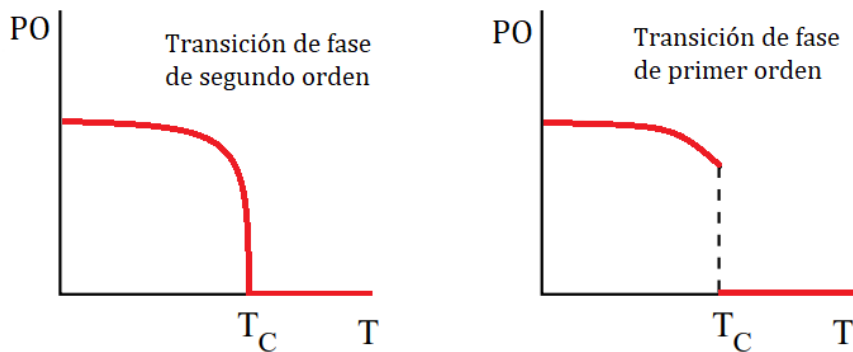 PO
Transición de fase
de segundo orden
T_C
T
PO
Transición de fase
de primer orden
T_C
T